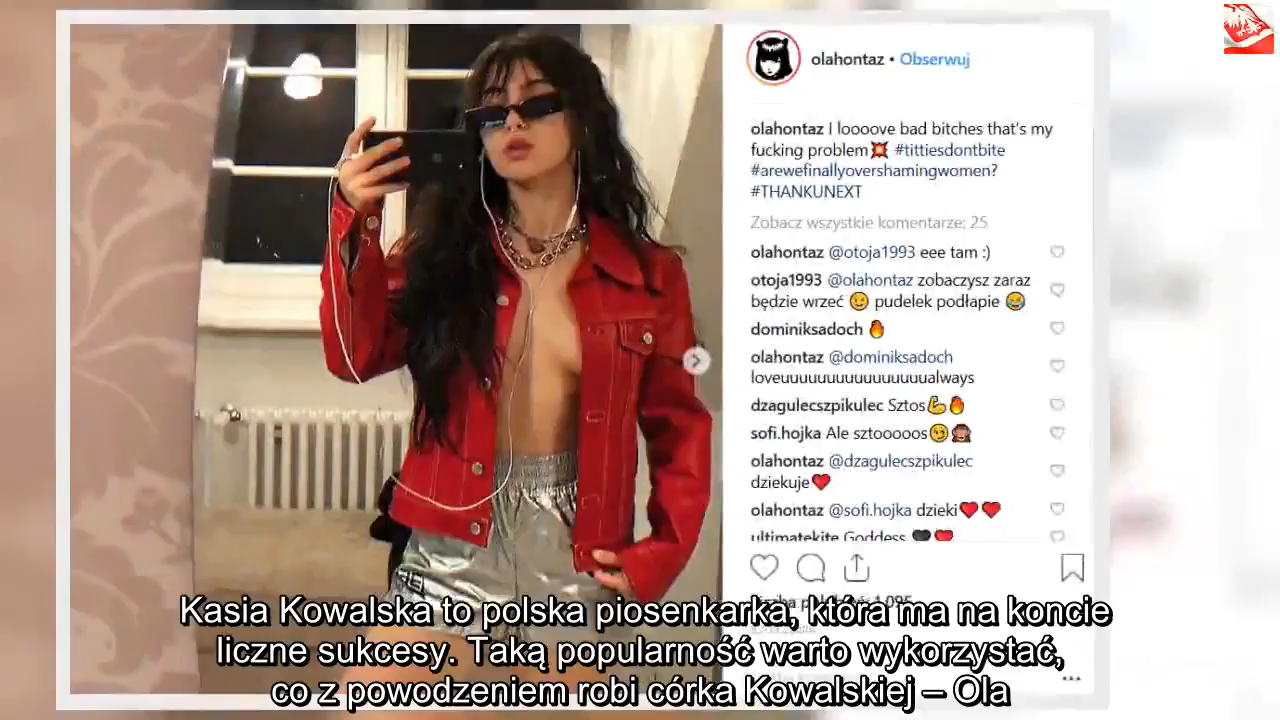 olahontaz • Obserwuj
olahontaz I loooove bad bitches that's my
fucking problem💥 #tittiesdontbite
#arewefinallyovershamingwomen?
#THANKUNEXT
Zobacz wszystkie komentarze: 25
olahontaz @otoja1993 eee tam :)
otoja1993 @olahontaz zobaczysz zaraz
będzie wrzeć 😉 pudelek podłapie 😂
dominiksadoch 🔥
olahontaz @dominiksadoch
loveuuuuuuuuuuuuuuuualways
dzagulecszpikulec Sztos💪🔥
sofi.hojka Ale sztooooos😏🙈
olahontaz @dzagulecszpikulec
dziekuje❤️
olahontaz @sofi.hojka dzieki❤️❤️
ultimatekite Goddess 🖤❤️
Kasia Kowalska to polska piosenkarka, która ma na koncie
liczne sukcesy. Taką popularność warto wykorzystać,
co z powodzeniem robi córka Kowalskiej – Ola